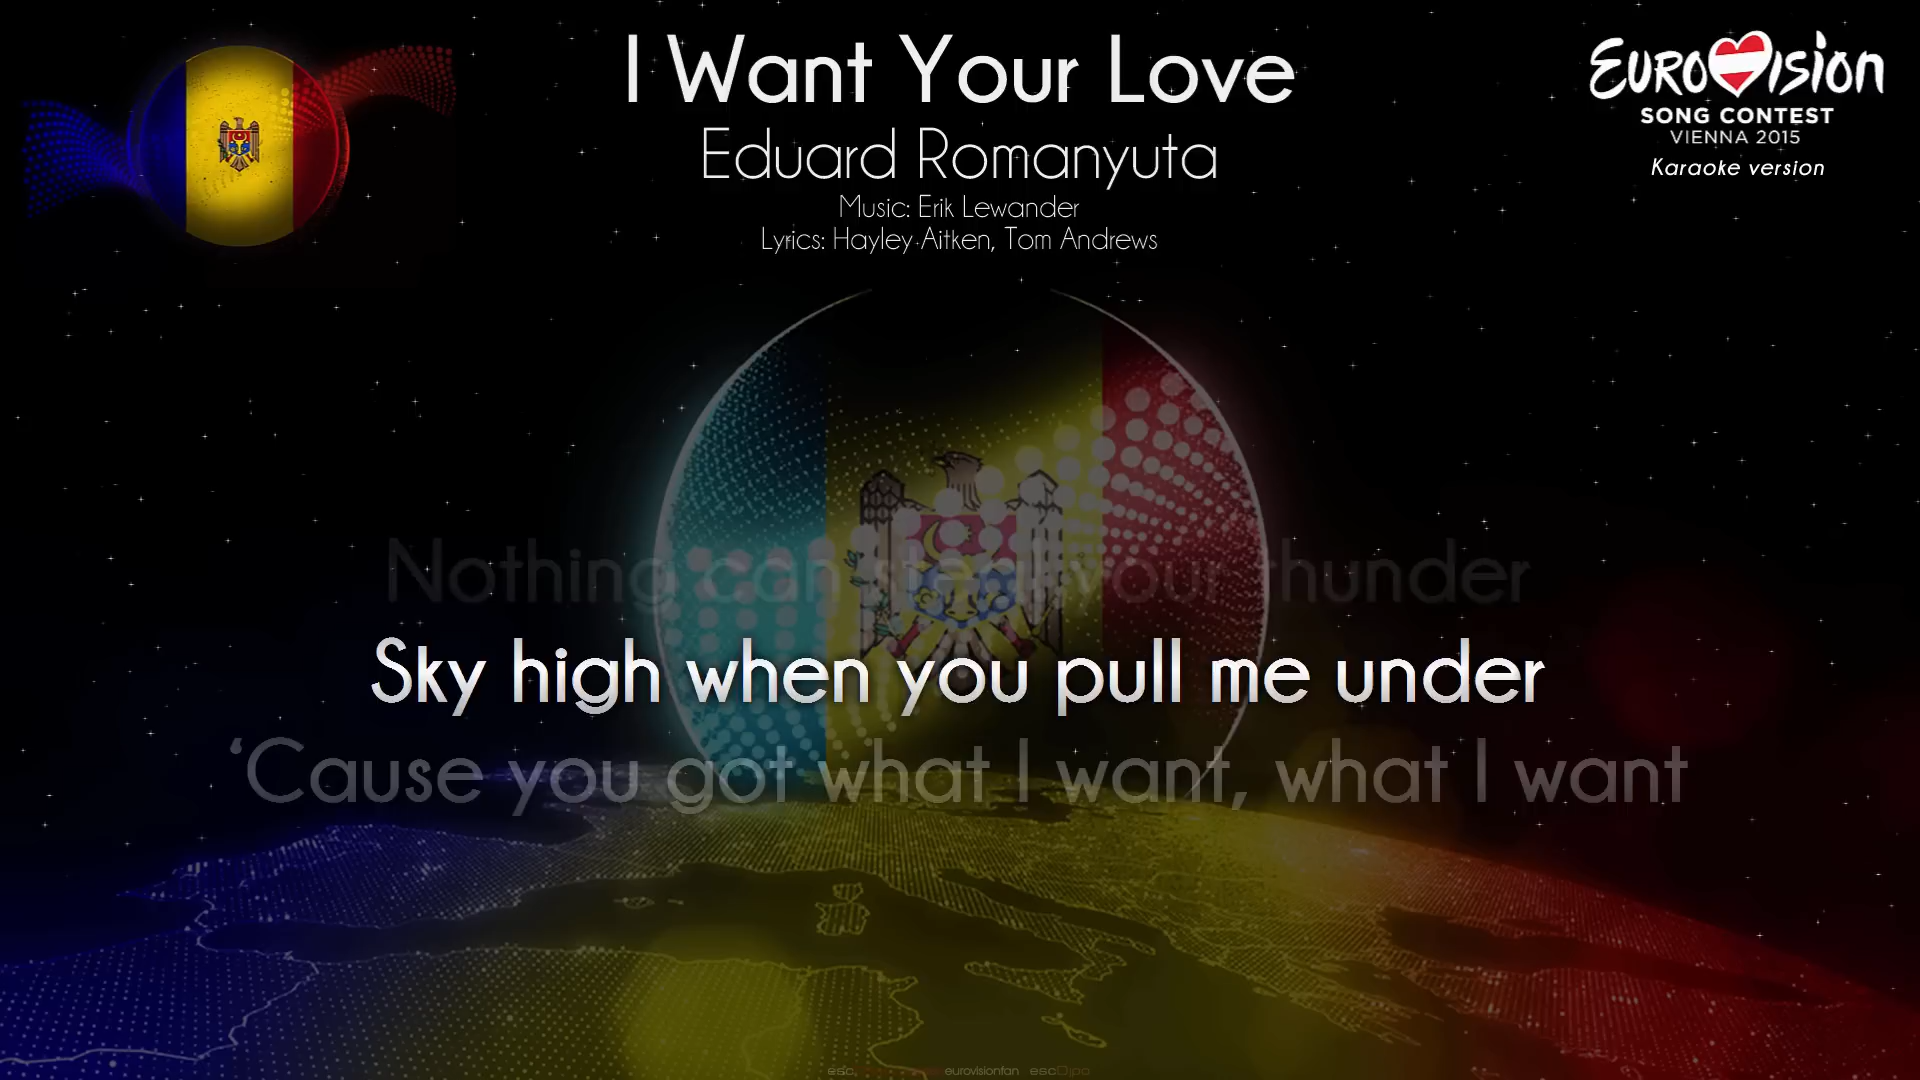 I Want Your Love
Eduard Romanyuta
Music: Erik Lewander
Lyrics: Hayley Aitken, Tom Andrews
EUROVISION
SONG CONTEST
VIENNA 2015
Karaoke version
Nothing can steal your thunder
Sky high when you pull me under
‘Cause you got what I want, what I want
eurovisionfan escDipo